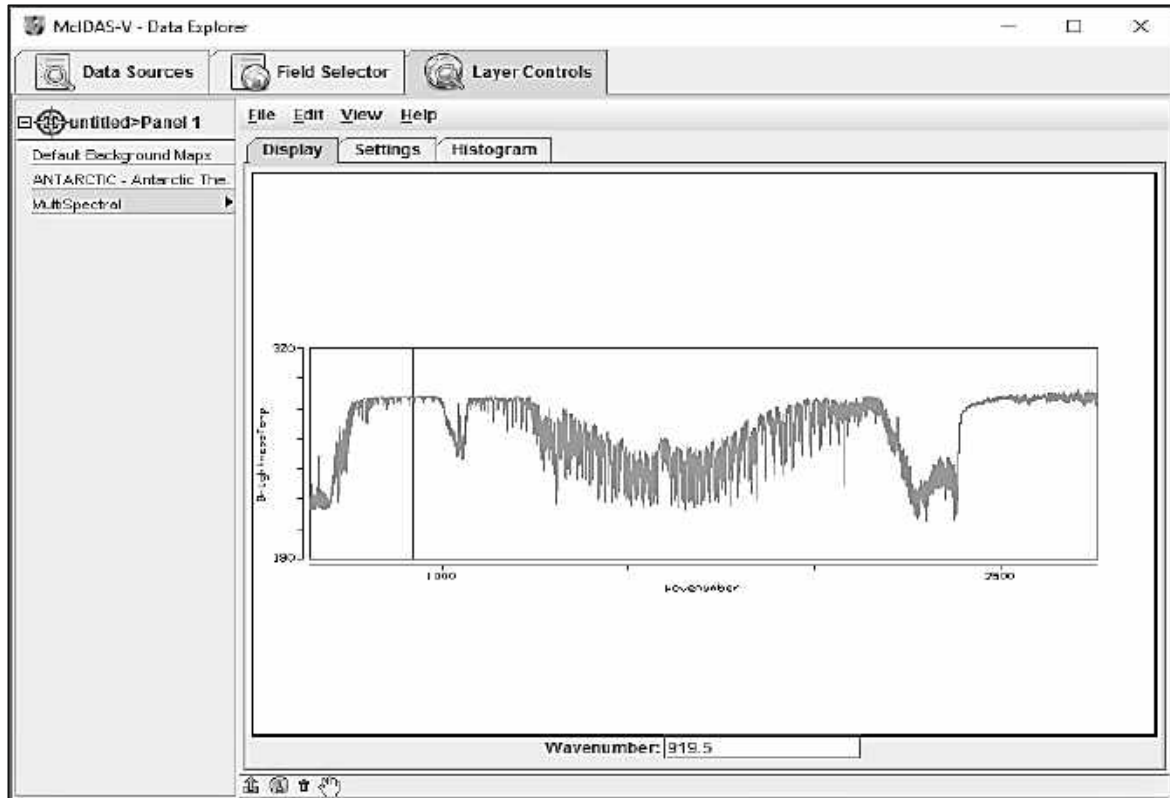 McIDAS-V - Data Explorer
Data Sources
Field Selector
Layer Controls
untitled>Panel 1
Default Background Maps
ANTARCTIC - Antarctic The.
MultiSpectral
File Edit View Help
Display Settings Histogram
320
BrightnessTemp
190
1000
2500
Wavenumber
Wavenumber: 919.5